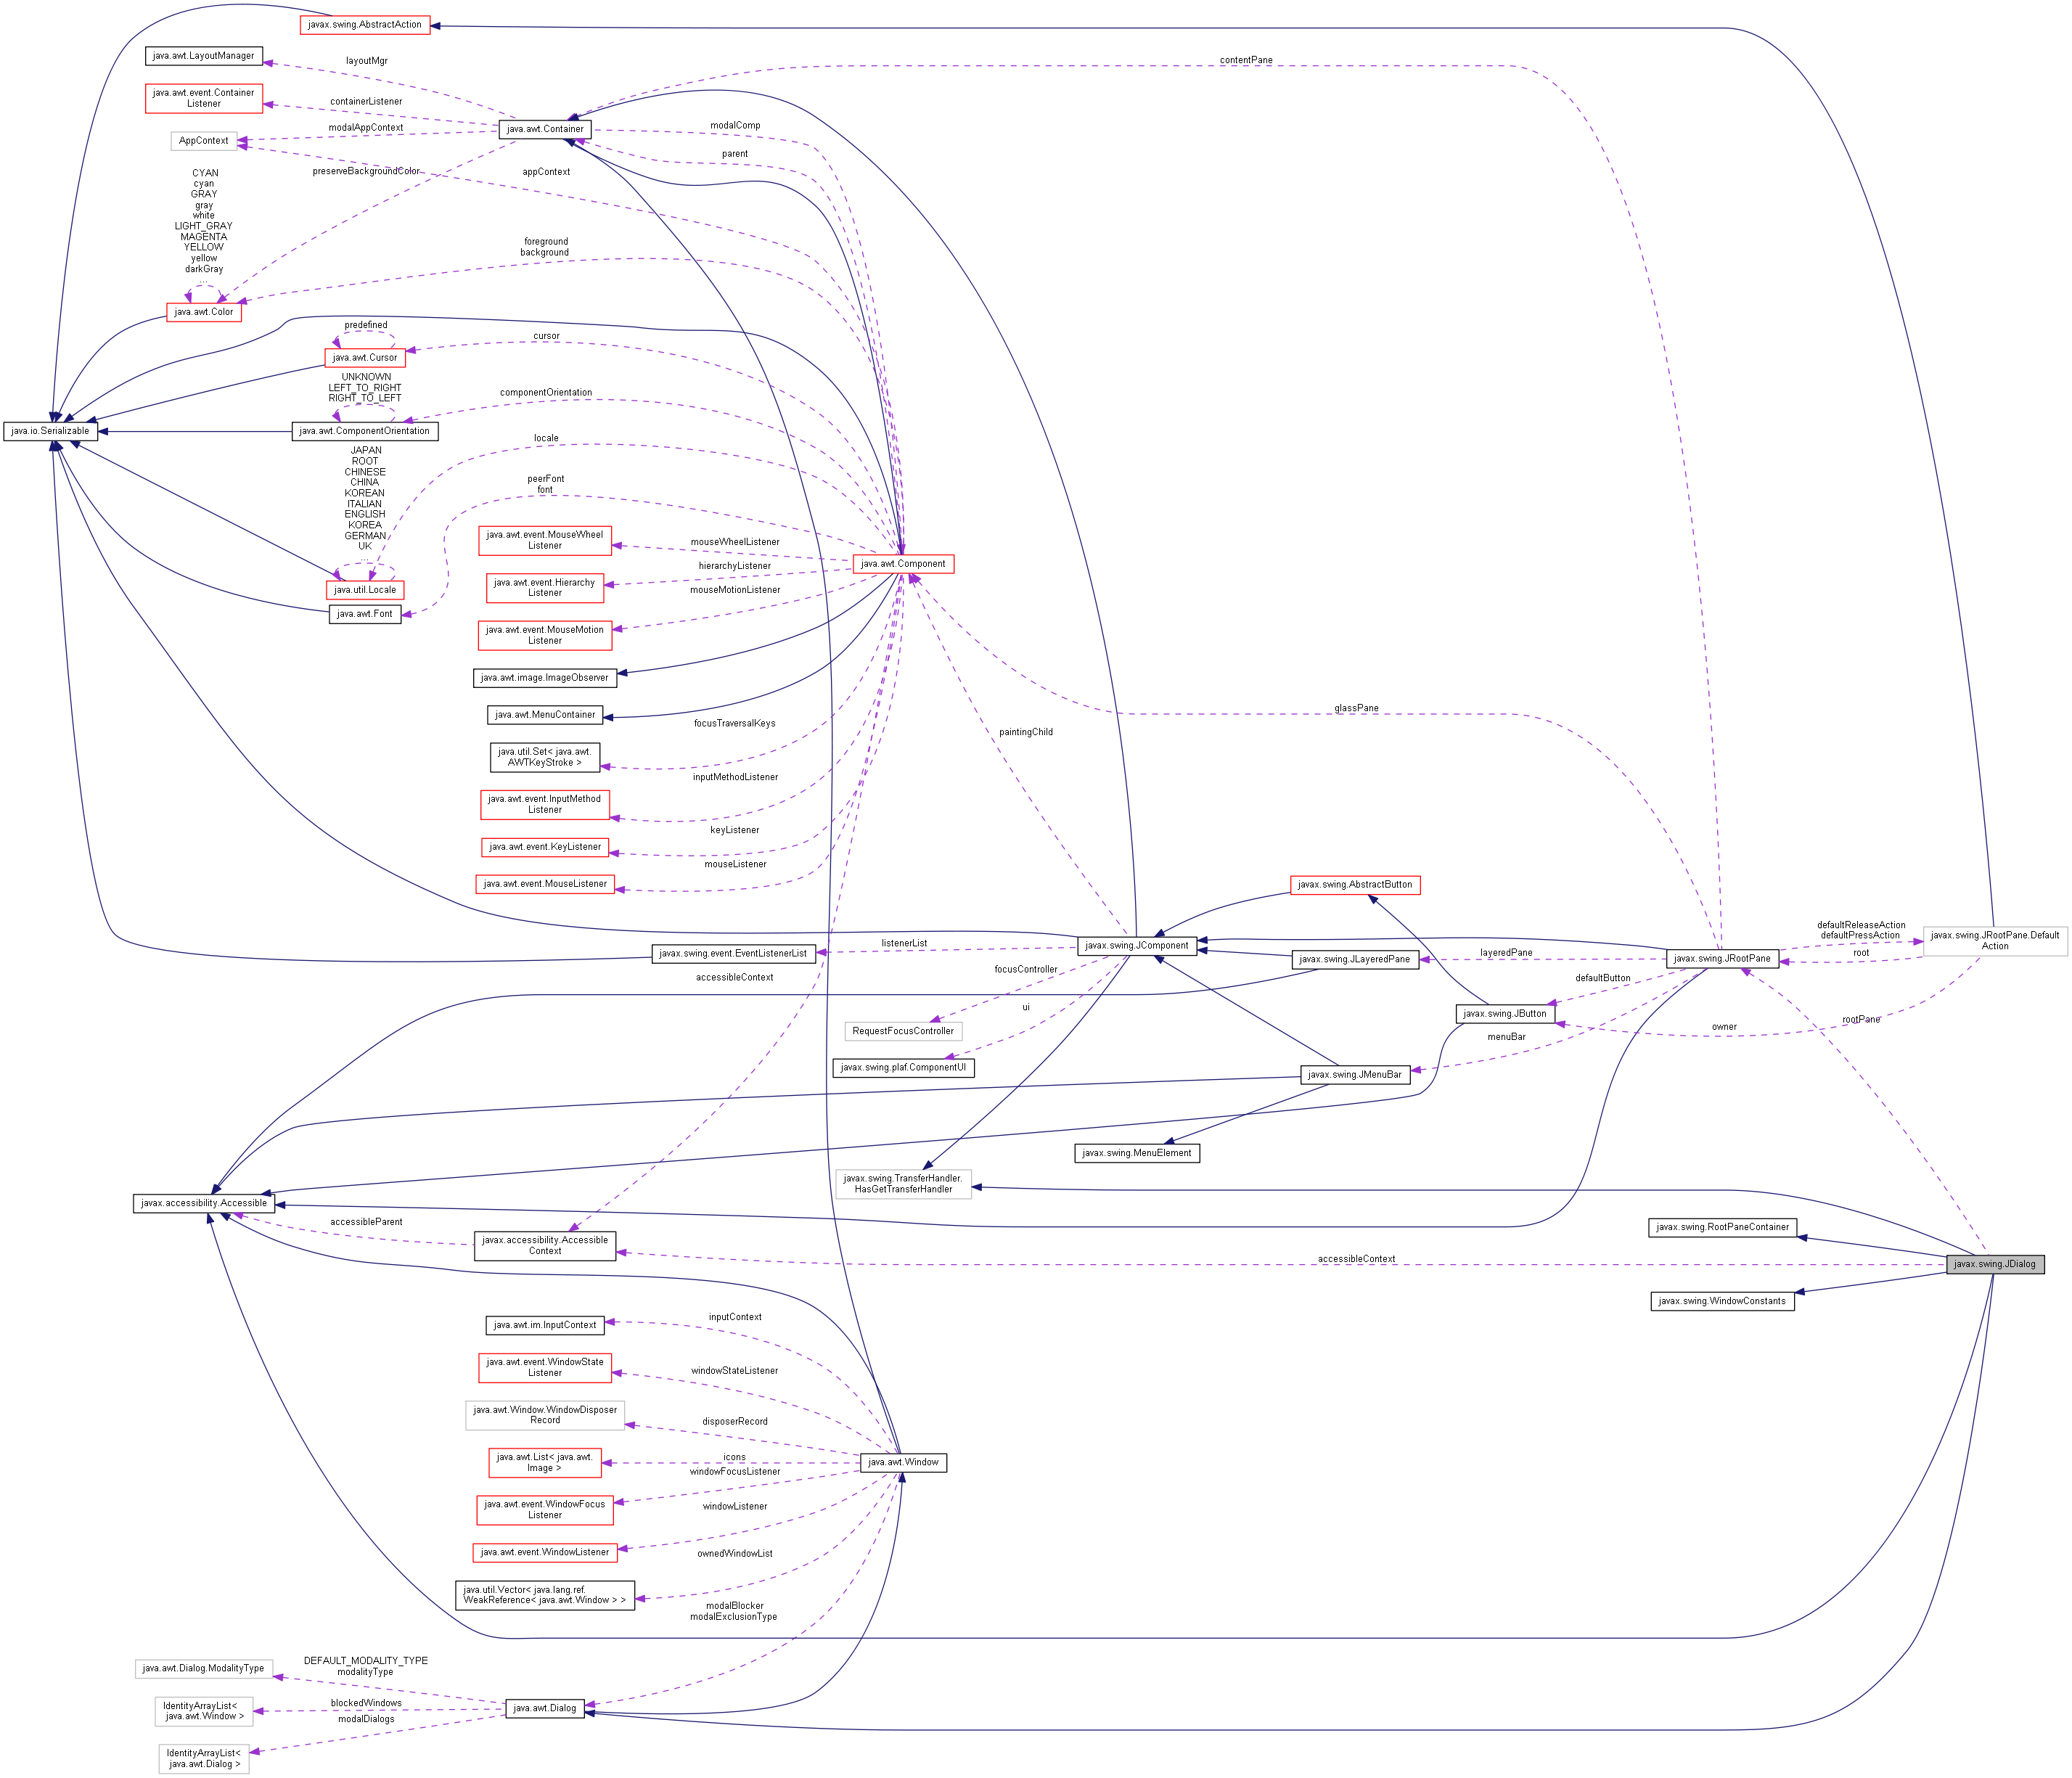 javax.swing.AbstractAction
java.awt.LayoutManager
layoutMgr
contentPane
java.awt.event.Container
Listener
containerListener
modalAppContext
java.awt.Container
modalComp
AppContext
parent
preserveBackgroundColor
appContext
CYAN
cyan
GRAY
gray
white
LIGHT_GRAY
MAGENTA
YELLOW
yellow
darkGray
...
foreground
background
java.awt.Color
predefined
cursor
java.awt.Cursor
UNKNOWN
LEFT_TO_RIGHT
RIGHT_TO_LEFT
componentOrientation
java.io.Serializable
java.awt.ComponentOrientation
locale
JAPAN
ROOT
CHINESE
CHINA
KOREAN
ITALIAN
ENGLISH
KOREA
GERMAN
UK
...
peerFont
font
java.awt.event.MouseWheel
Listener
mouseWheelListener
java.awt.Component
hierarchyListener
java.awt.event.Hierarchy
Listener
java.util.Locale
mouseMotionListener
java.awt.Font
java.awt.event.MouseMotion
Listener
java.awt.image.ImageObserver
java.awt.MenuContainer
glassPane
focusTraversalKeys
paintingChild
java.util.Set< java.awt.
AWTKeyStroke >
inputMethodListener
java.awt.event.InputMethod
Listener
keyListener
java.awt.event.KeyListener
mouseListener
java.awt.event.MouseListener
javax.swing.AbstractButton
defaultReleaseAction
defaultPressAction
javax.swing.JRootPane.Default
Action
listenerList
javax.swing.JComponent
javax.swing.event.EventListenerList
javax.swing.JLayeredPane
layeredPane
javax.swing.JRootPane
root
focusController
accessibleContext
defaultButton
ui
javax.swing.JButton
rootPane
RequestFocusController
owner
menuBar
javax.swing.plaf.ComponentUI
javax.swing.JMenuBar
javax.swing.MenuElement
javax.swing.TransferHandler.
HasGetTransferHandler
javax.accessibility.Accessible
accessibleParent
javax.accessibility.Accessible
Context
javax.swing.RootPaneContainer
accessibleContext
javax.swing.JDialog
javax.swing.WindowConstants
java.awt.im.InputContext
inputContext
java.awt.event.WindowState
Listener
windowStateListener
java.awt.Window.WindowDisposer
Record
disposerRecord
java.awt.List< java.awt.
Image >
icons
java.awt.Window
windowFocusListener
java.awt.event.WindowFocus
Listener
windowListener
java.awt.event.WindowListener
ownedWindowList
java.util.Vector< java.lang.ref.
WeakReference< java.awt.Window > >
modalBlocker
modalExclusionType
java.awt.Dialog.ModalityType
DEFAULT_MODALITY_TYPE
modalityType
IdentityArrayList<
java.awt.Window >
blockedWindows
java.awt.Dialog
modalDialogs
IdentityArrayList<
java.awt.Dialog >